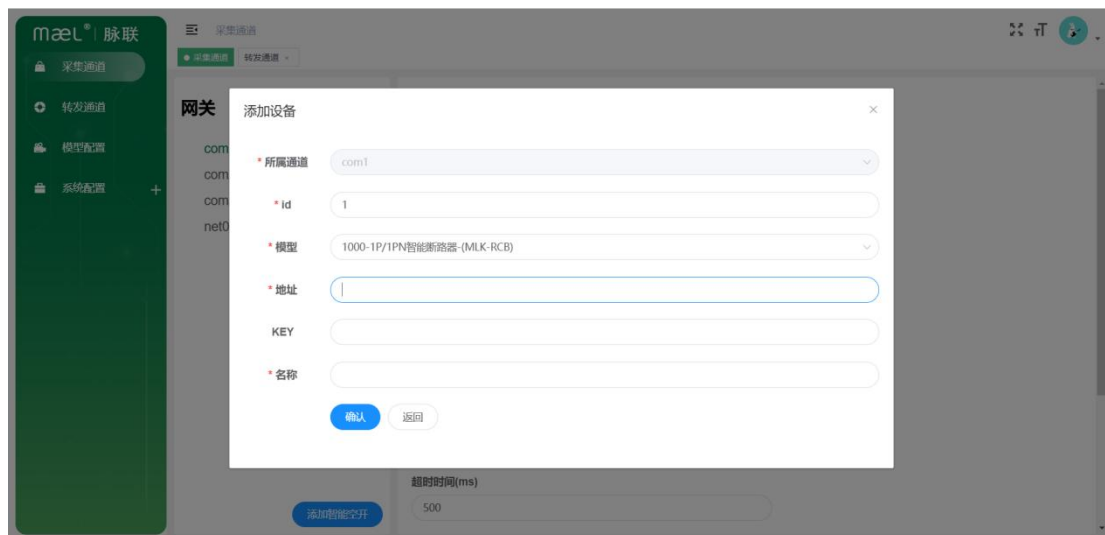 mæL® 脉联
采集通道
转发通道
模型配置
系统配置 +
采集通道
采集通道 转发通道 ×
网关
com
com
com
net0
添加设备 ×
* 所属通道 com1
* id 1
* 模型 1000-1P/1PN智能断路器-(MLK-RCB)
* 地址
KEY
* 名称
确认 返回
超时时间(ms)
500
添加智能空开